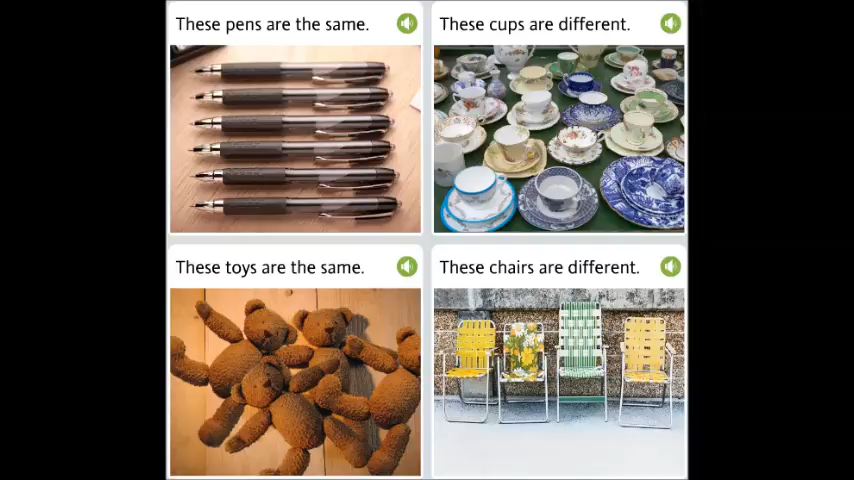 These pens are the same.
These cups are different.
These toys are the same.
These chairs are different.